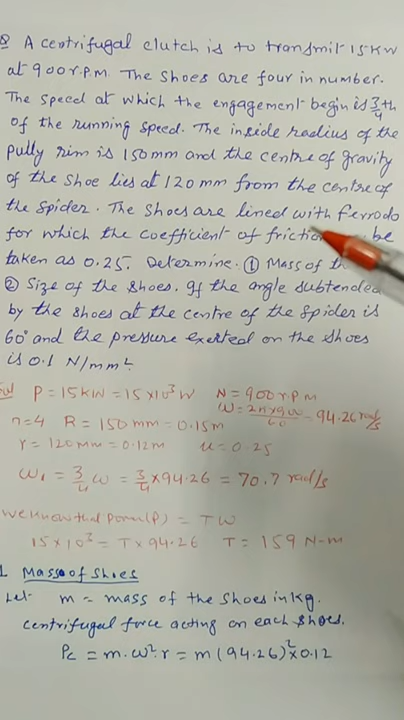 Q A centrifugal clutch is to transmit 15 KW
at 900 r.P.M. The shoes are four in number.
The speed at which the engagement begin is 3/4 th
of the running speed. The inside radius of the
pully rim is 150 mm and the centre of gravity
of the shoe lies at 120 mm from the centre of
the spider. The shoes are lined with ferrodo
for which the coefficient of friction be
taken as 0.25. Determine. ① Mass of the
② Size of the shoes. If the angle subtended
by the shoes at the centre of the spider is
60° and the pressure exerted on the shoes
is 0.1 N/mm².
P = 15 KW = 15 × 10³ W N = 900 r P m
n = 4 R = 150 mm = 0.15 m ω = 2π × 900 / 60 = 94.26 rad/s
r = 120 mm = 0.12 m u = 0.25
ω₁ = 3/4 ω = 3/4 × 94.26 = 70.7 rad/s
we know that Power (P) = T ω
15 × 10³ = T × 94.26 T = 159 N-m
1. Mass of Shoes
Let m = mass of the shoes in kg.
centrifugal force acting on each shoes.
Pc = m.ω².r = m (94.26)² × 0.12